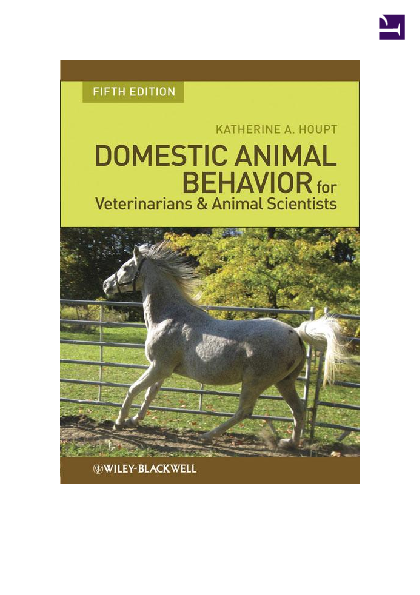 FIFTH EDITION
KATHERINE A. HOUPT
DOMESTIC ANIMAL
BEHAVIOR for
Veterinarians & Animal Scientists
WILEY-BLACKWELL